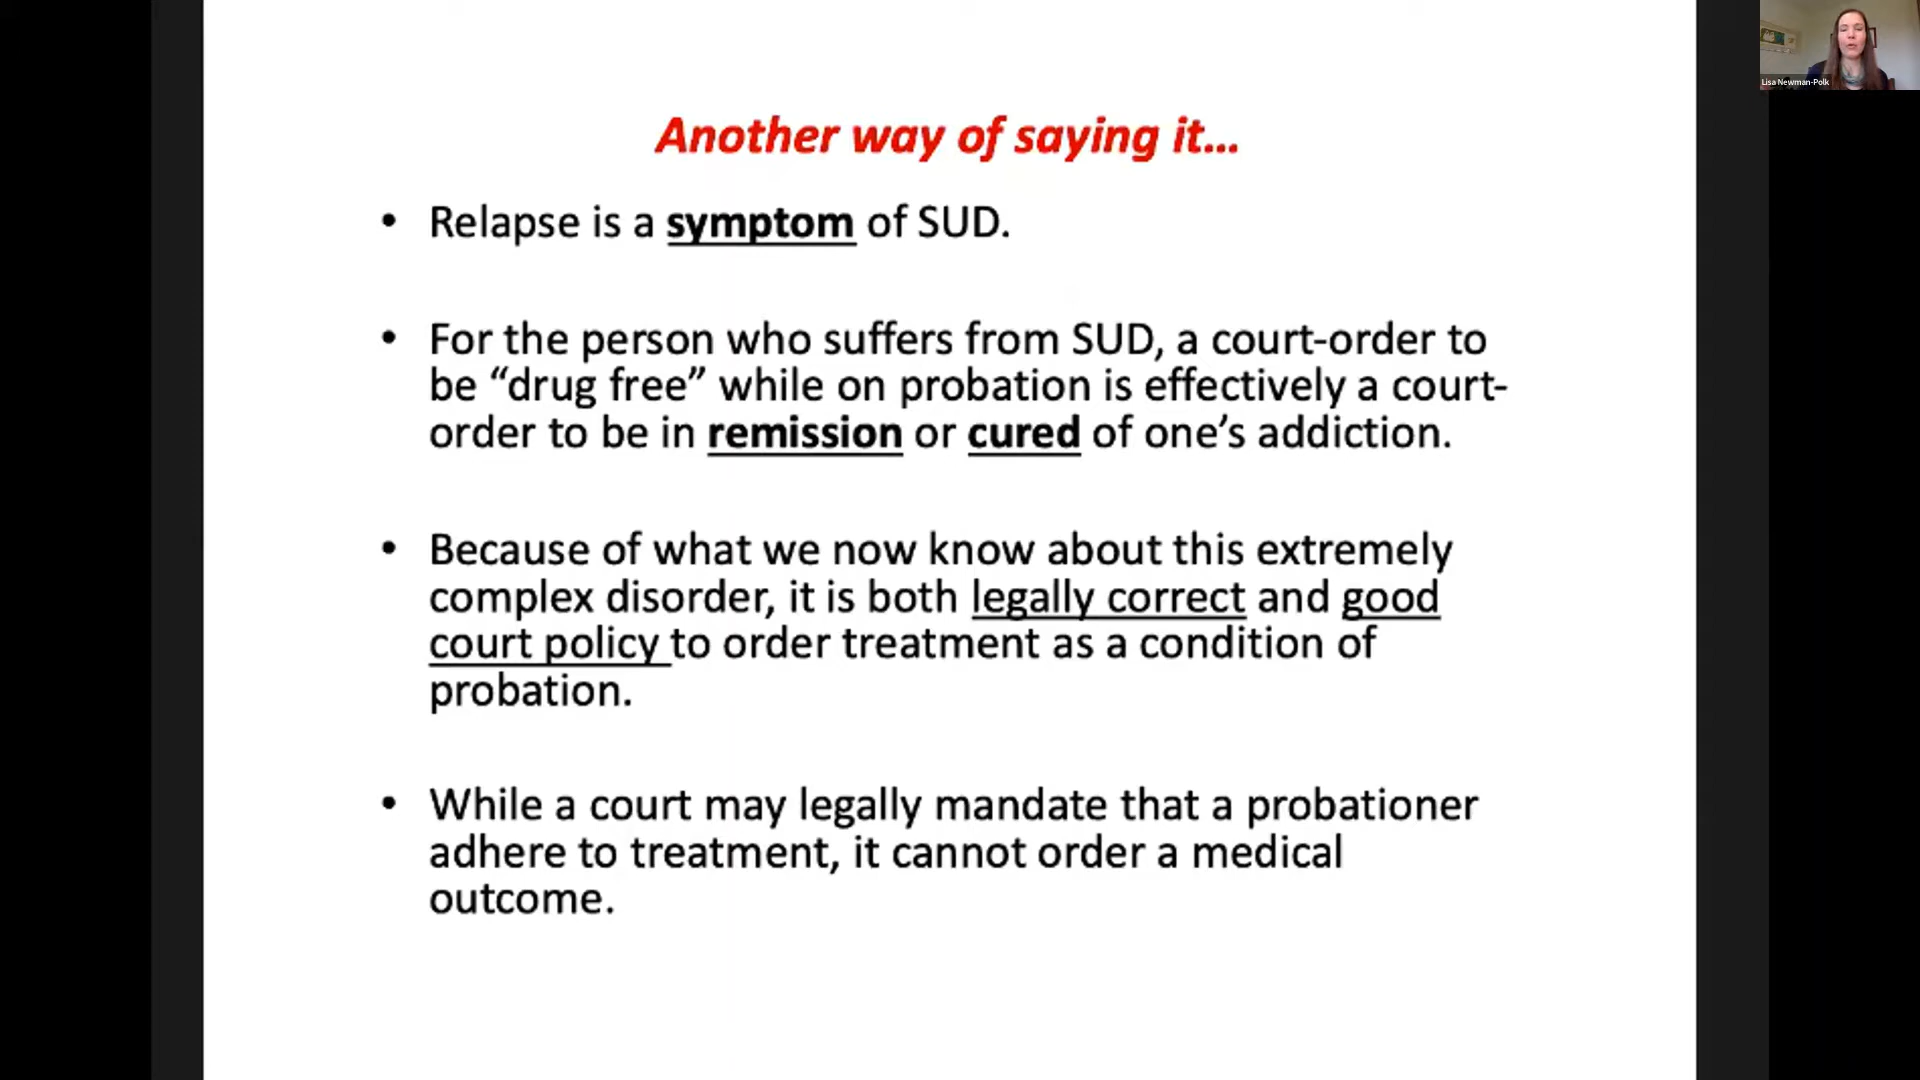 Another way of saying it...
• Relapse is a symptom of SUD.
• For the person who suffers from SUD, a court-order to
be “drug free” while on probation is effectively a court-
order to be in remission or cured of one’s addiction.
• Because of what we now know about this extremely
complex disorder, it is both legally correct and good
court policy to order treatment as a condition of
probation.
• While a court may legally mandate that a probationer
adhere to treatment, it cannot order a medical
outcome.
Lisa Newman-Polk